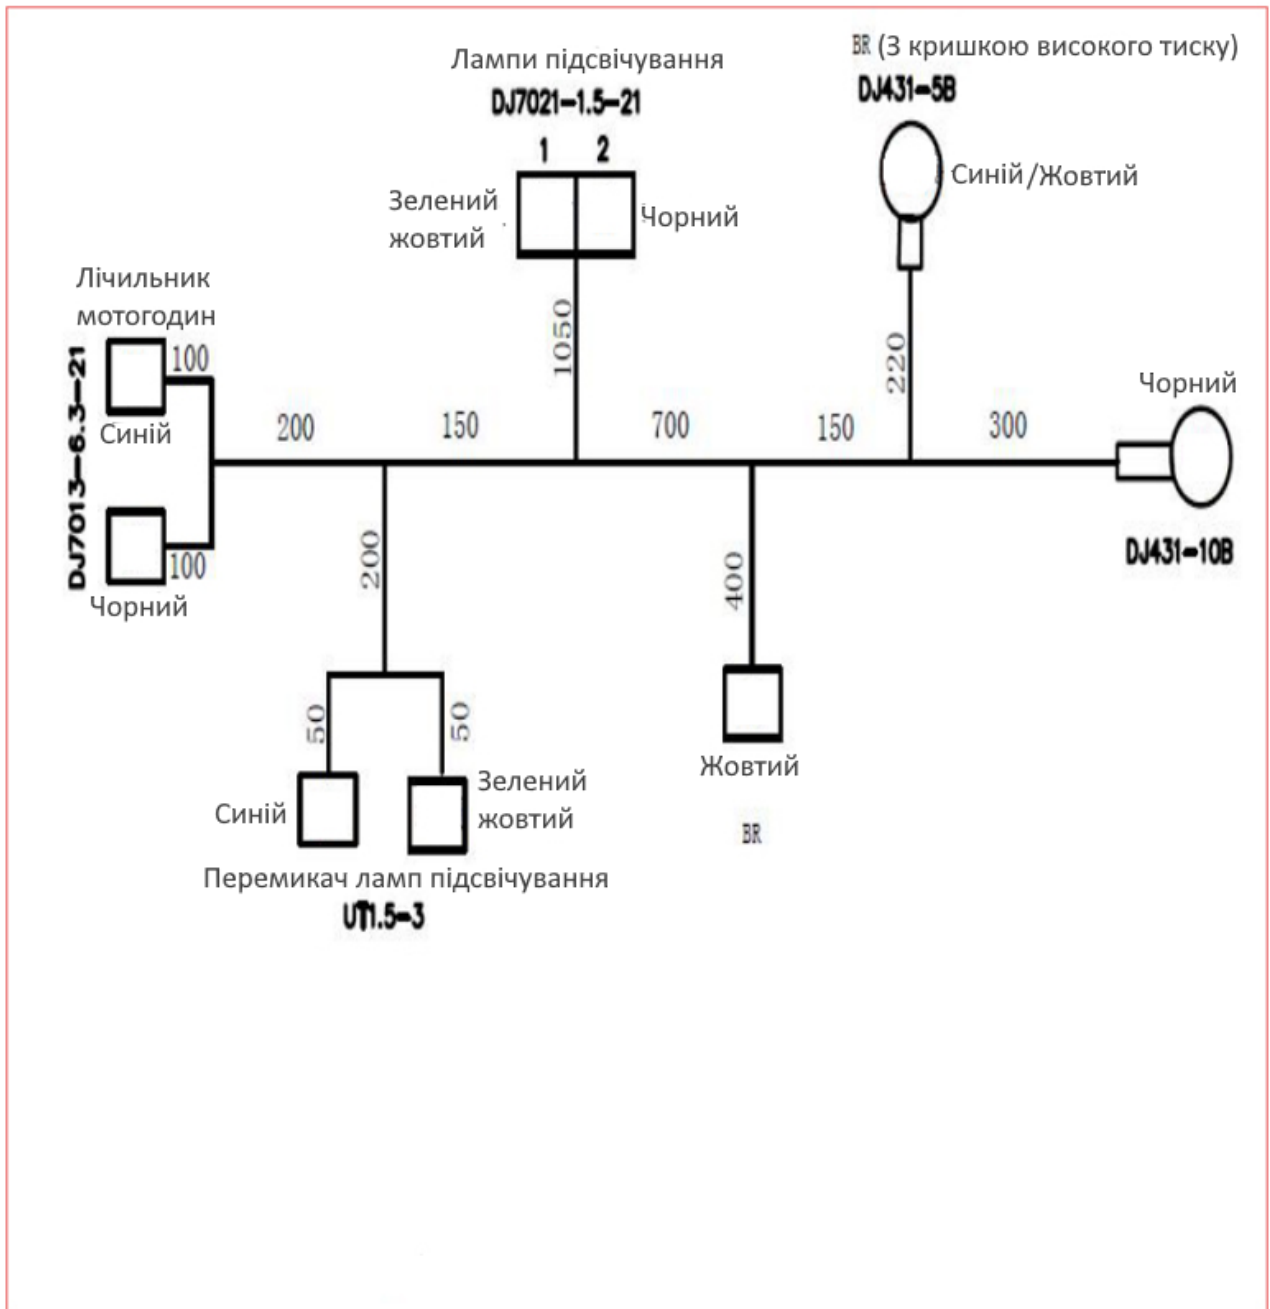 Лампи підсвічування
DJ7021-1.5-21
1 2
Зелений
жовтий
Чорний
BR (З кришкою високого тиску)
DJ431-5B
Синій/Жовтий
Лічильник
мотогодин
DJ7013-6.3-21
100
Синій
100
Чорний
200
150
1050
700
150
220
300
Чорний
DJ431-10B
200
50
50
Синій
Зелений
жовтий
Перемикач ламп підсвічування
UT1.5-3
400
Жовтий
BR